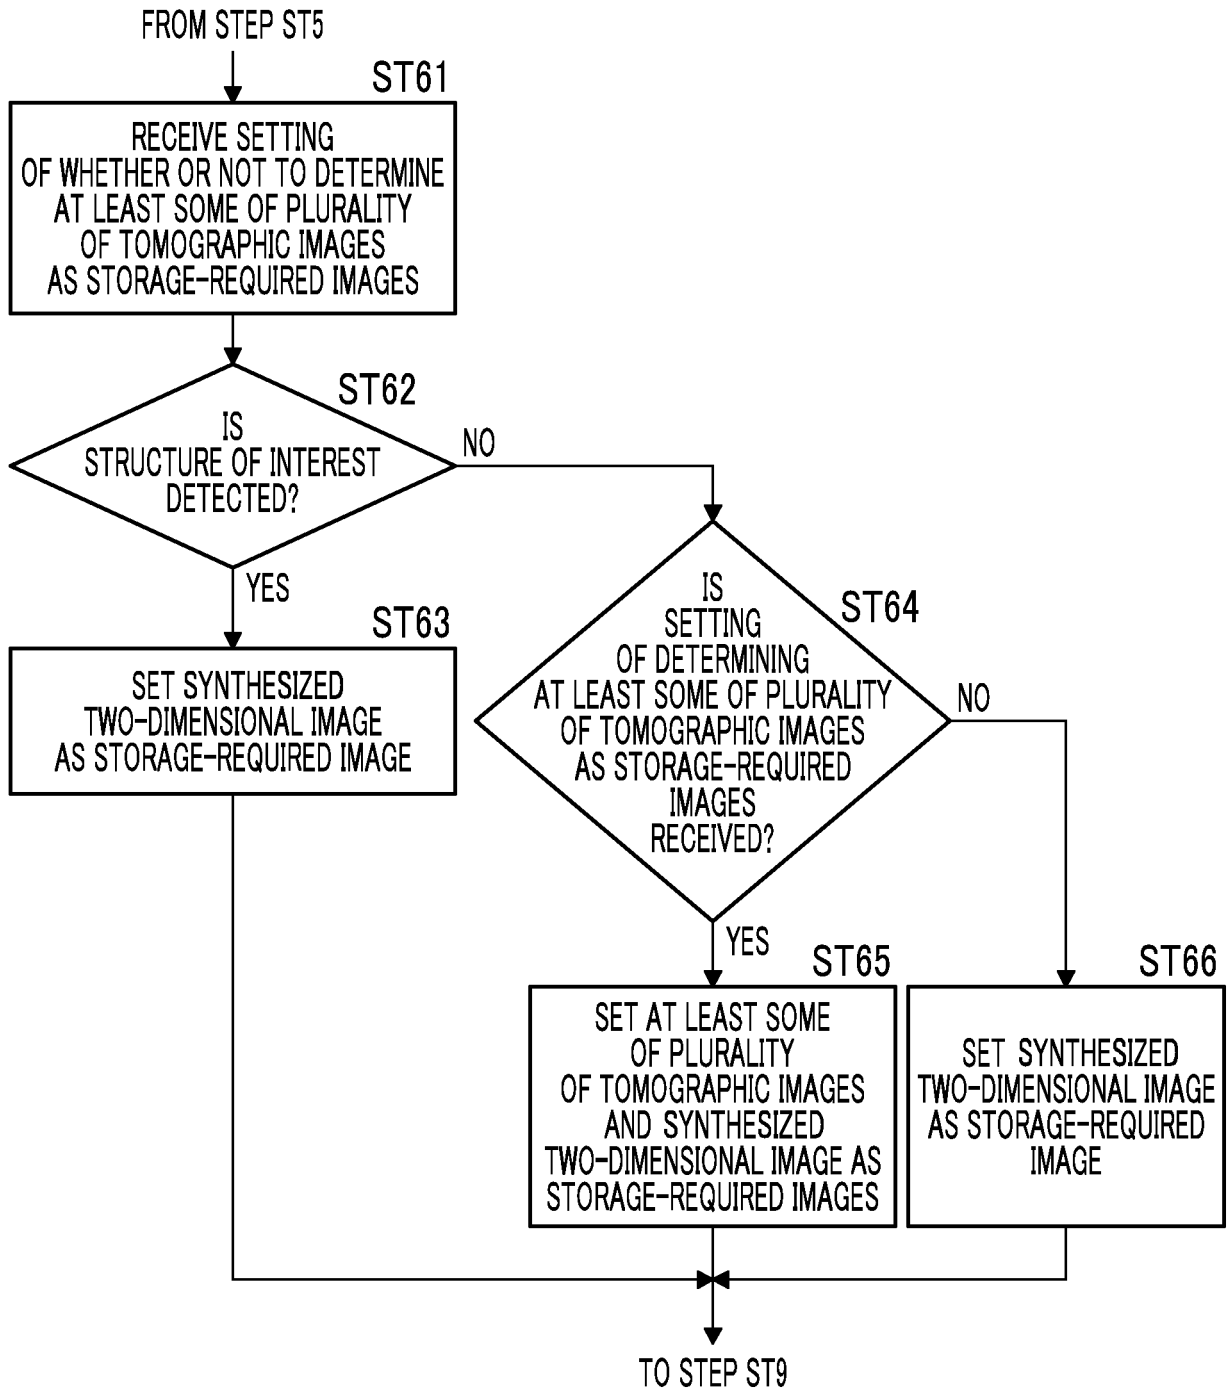 FROM STEP ST5
ST61
RECEIVE SETTING
OF WHETHER OR NOT TO DETERMINE
AT LEAST SOME OF PLURALITY
OF TOMOGRAPHIC IMAGES
AS STORAGE-REQUIRED IMAGES
ST62
IS
STRUCTURE OF INTEREST
DETECTED?
NO
YES
ST63
SET SYNTHESIZED
TWO-DIMENSIONAL IMAGE
AS STORAGE-REQUIRED IMAGE
ST64
IS
SETTING
OF DETERMINING
AT LEAST SOME OF PLURALITY
OF TOMOGRAPHIC IMAGES
AS STORAGE-REQUIRED
IMAGES
RECEIVED?
NO
YES
ST65
SET AT LEAST SOME
OF PLURALITY
OF TOMOGRAPHIC IMAGES
AND SYNTHESIZED
TWO-DIMENSIONAL IMAGE AS
STORAGE-REQUIRED IMAGES
ST66
SET SYNTHESIZED
TWO-DIMENSIONAL IMAGE
AS STORAGE-REQUIRED
IMAGE
TO STEP ST9